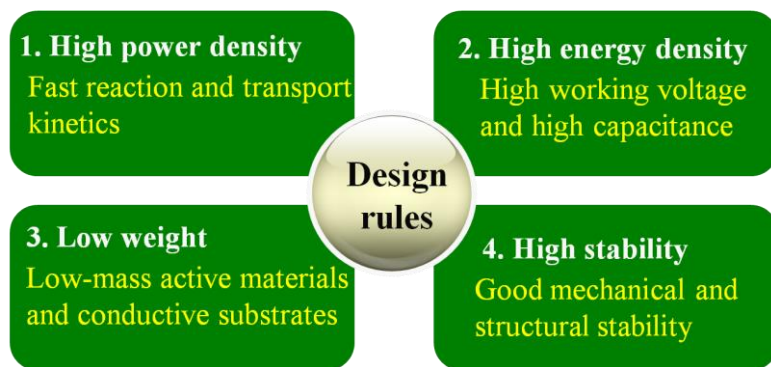 1. High power density
Fast reaction and transport
kinetics
2. High energy density
High working voltage
and high capacitance
Design
rules
3. Low weight
Low-mass active materials
and conductive substrates
4. High stability
Good mechanical and
structural stability